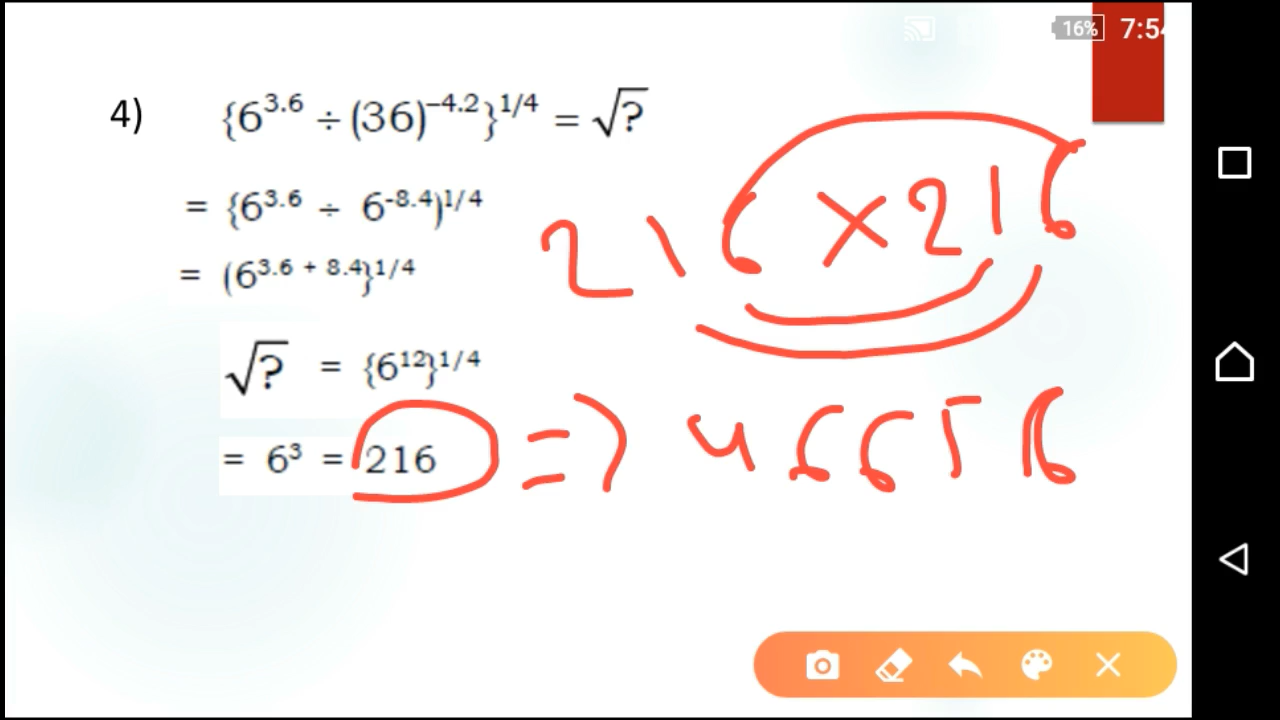 16% 7:54
4) {6^3.6 ÷ (36)^−4.2}^1/4 = √?
= {6^3.6 ÷ 6^-8.4)^1/4
216 × 216
= (6^3.6 + 8.4}^1/4
√? = {6^12}^1/4
= 6^3 = 216 => 46656